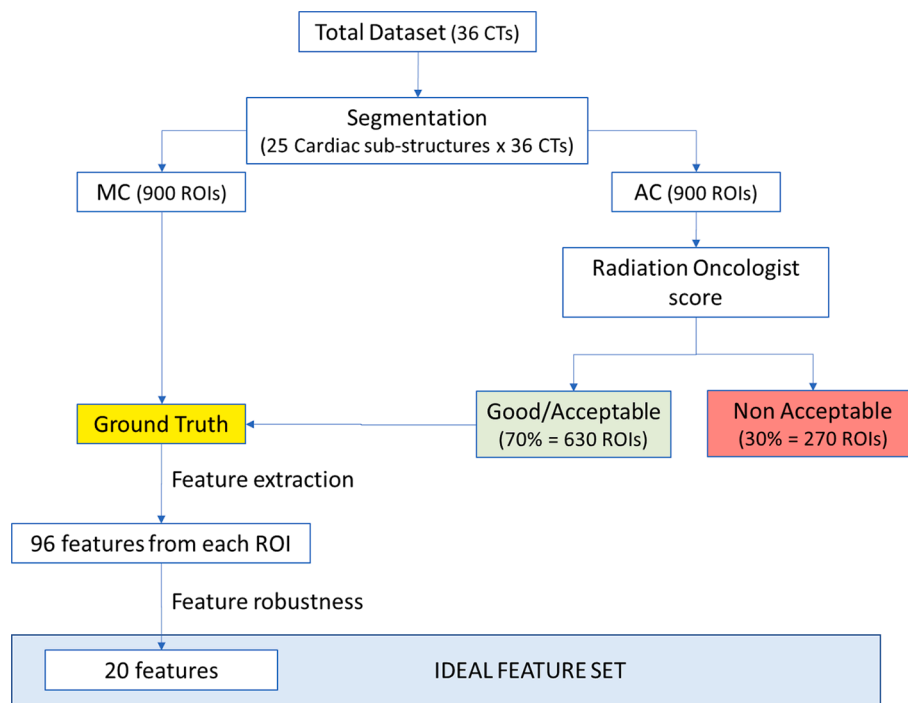 Total Dataset (36 CTs)
Segmentation
(25 Cardiac sub-structures x 36 CTs)
MC (900 ROIs)
AC (900 ROIs)
Radiation Oncologist
score
Good/Acceptable
(70% = 630 ROIs)
Non Acceptable
(30% = 270 ROIs)
Ground Truth
Feature extraction
96 features from each ROI
Feature robustness
20 features
IDEAL FEATURE SET